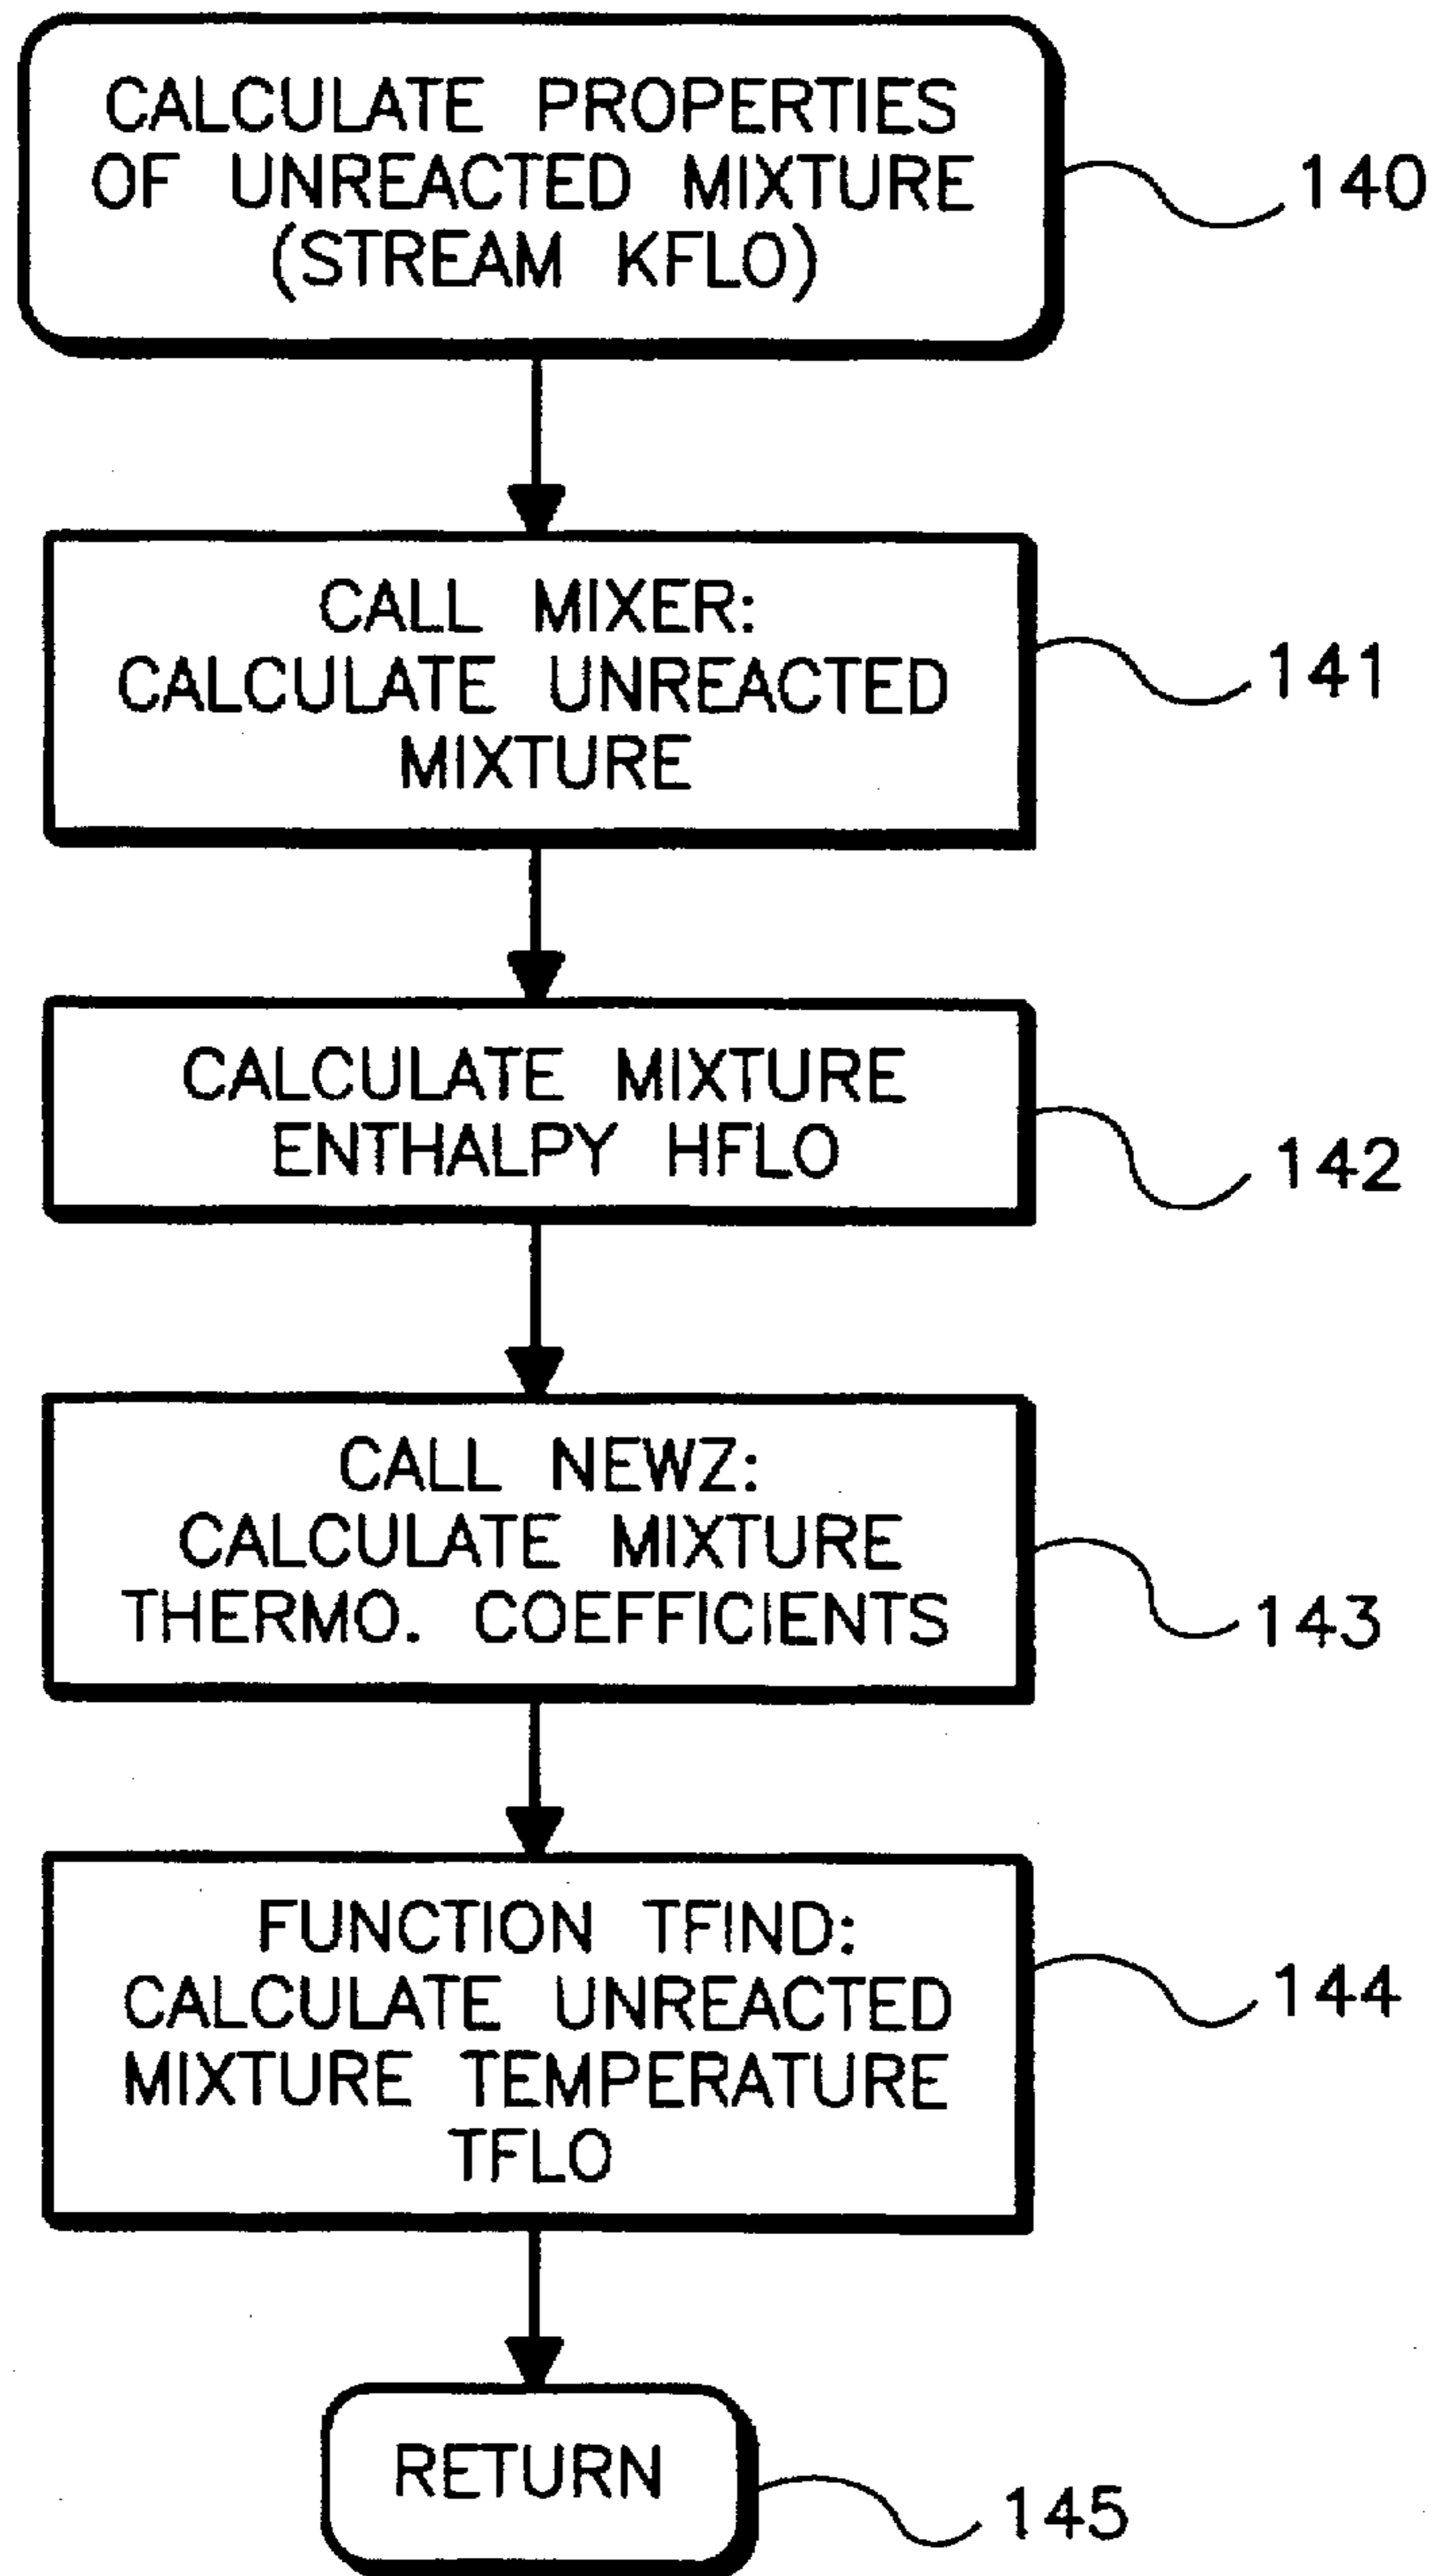 CALCULATE PROPERTIES
OF UNREACTED MIXTURE
(STREAM KFLO)
140
CALL MIXER:
CALCULATE UNREACTED
MIXTURE
141
CALCULATE MIXTURE
ENTHALPY HFLO
142
CALL NEWZ:
CALCULATE MIXTURE
THERMO. COEFFICIENTS
143
FUNCTION TFIND:
CALCULATE UNREACTED
MIXTURE TEMPERATURE
TFLO
144
RETURN
145